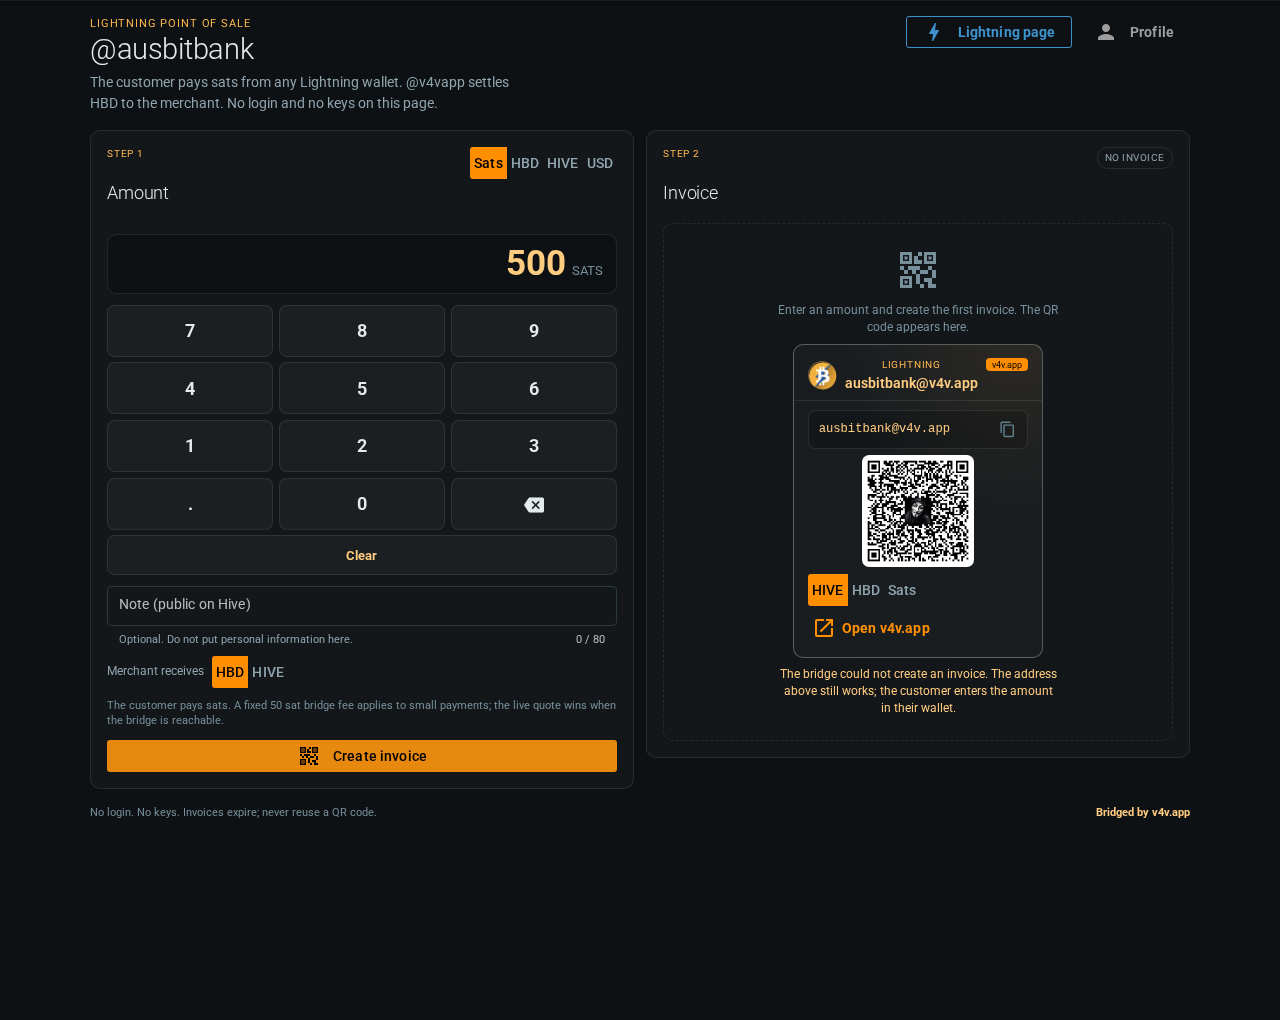 LIGHTNING POINT OF SALE
@ausbitbank
The customer pays sats from any Lightning wallet. @v4vapp settles
HBD to the merchant. No login and no keys on this page.
Lightning page
Profile
STEP 1
Sats HBD HIVE USD
Amount
500 SATS
7 8 9
4 5 6
1 2 3
. 0
Clear
Note (public on Hive)
Optional. Do not put personal information here. 0 / 80
Merchant receives HBD HIVE
The customer pays sats. A fixed 50 sat bridge fee applies to small payments; the live quote wins when
the bridge is reachable.
Create invoice
STEP 2
NO INVOICE
Invoice
Enter an amount and create the first invoice. The QR
code appears here.
LIGHTNING
v4v.app
ausbitbank@v4v.app
ausbitbank@v4v.app
HIVE HBD Sats
Open v4v.app
The bridge could not create an invoice. The address
above still works; the customer enters the amount
in their wallet.
No login. No keys. Invoices expire; never reuse a QR code.
Bridged by v4v.app